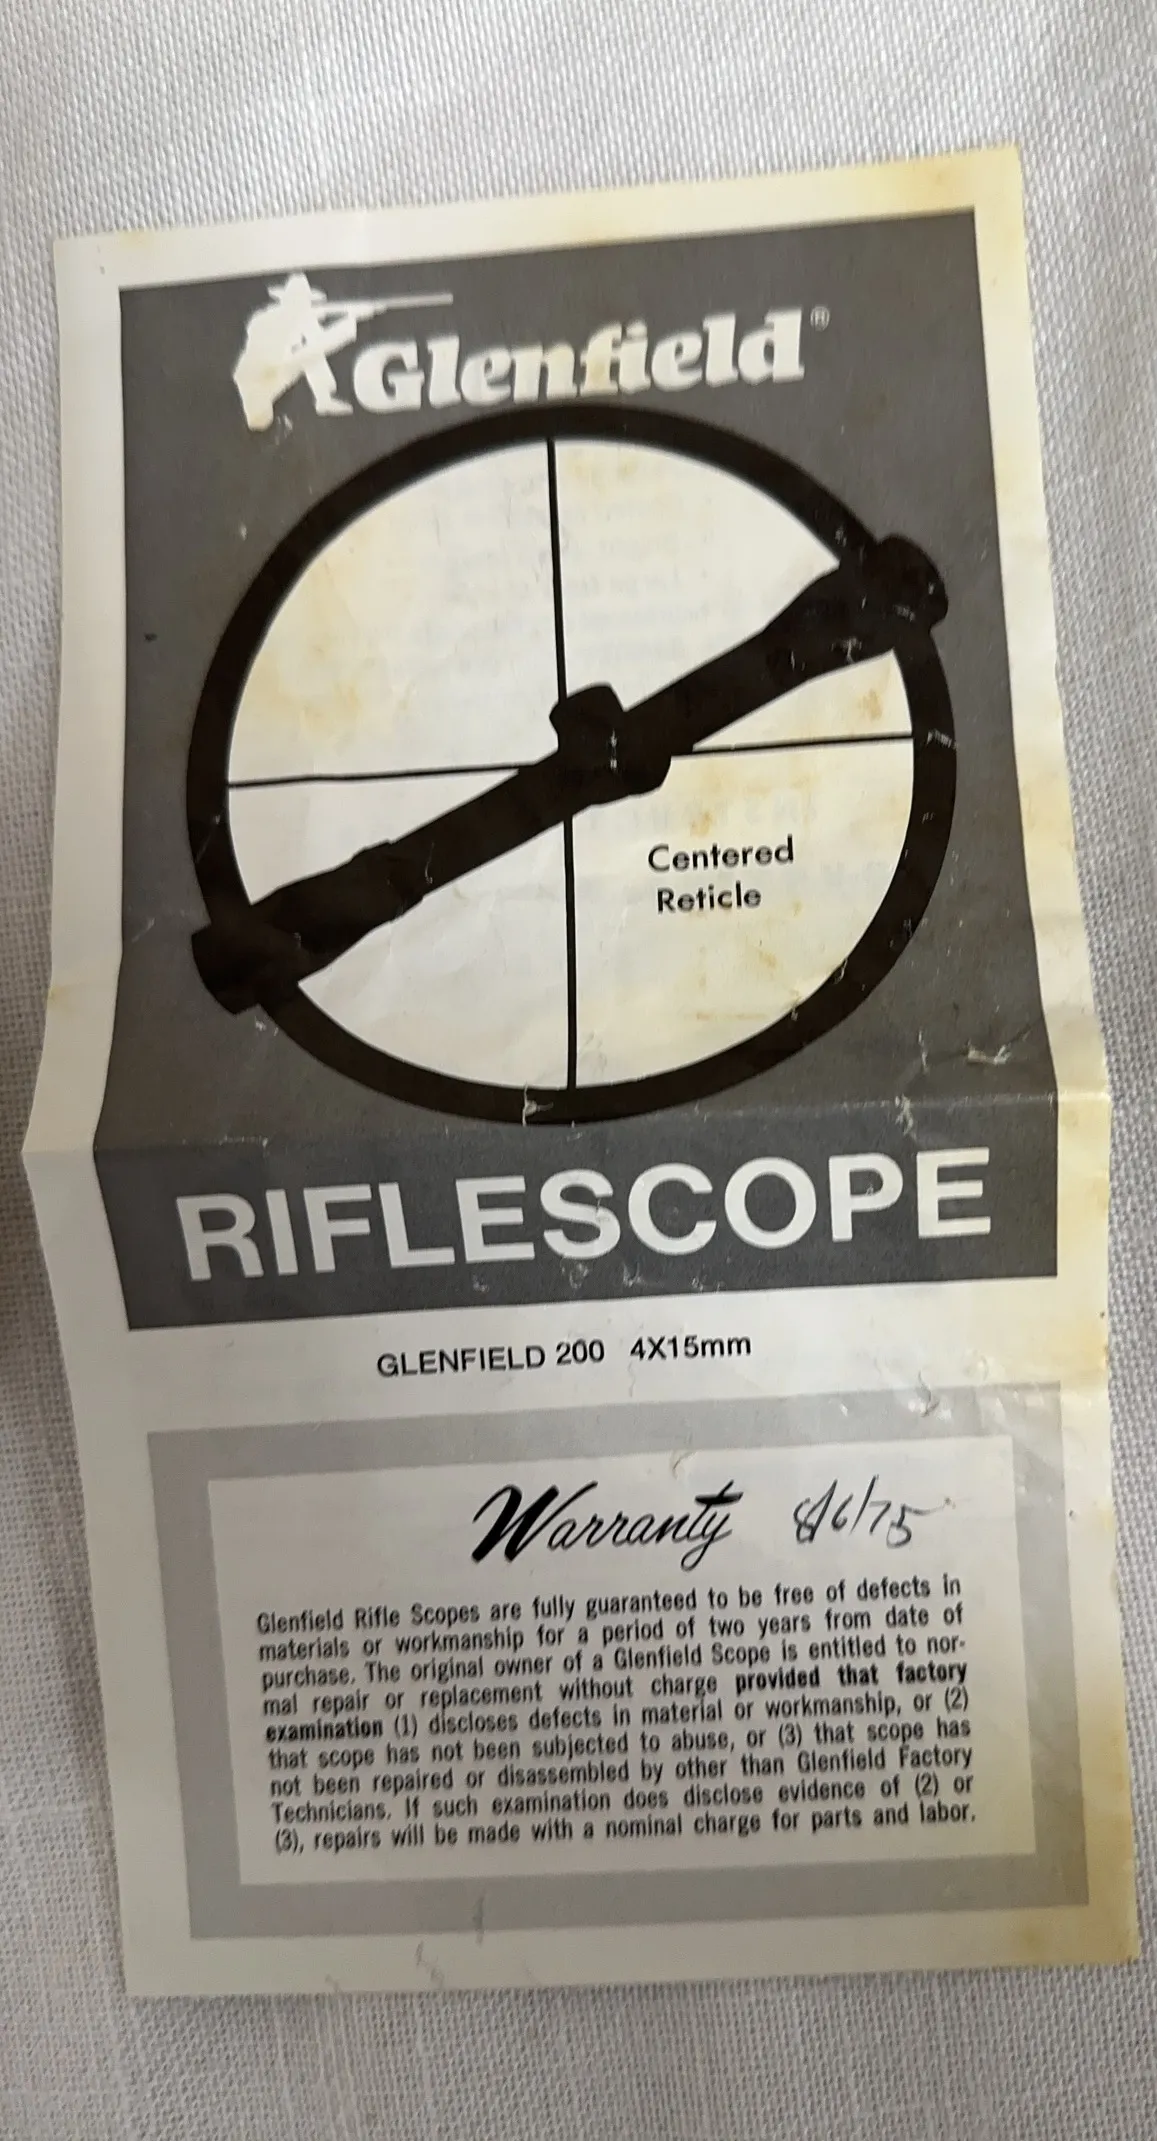 Glenfield®
Centered
Reticle
RIFLESCOPE
GLENFIELD 200 4X15mm
Warranty 8/6/75
Glenfield Rifle Scopes are fully guaranteed to be free of defects in
materials or workmanship for a period of two years from date of
purchase. The original owner of a Glenfield Scope is entitled to nor-
mal repair or replacement without charge provided that factory
examination (1) discloses defects in material or workmanship, or (2)
that scope has not been subjected to abuse, or (3) that scope has
not been repaired or disassembled by other than Glenfield Factory
Technicians. If such examination does disclose evidence of (2) or
(3), repairs will be made with a nominal charge for parts and labor.